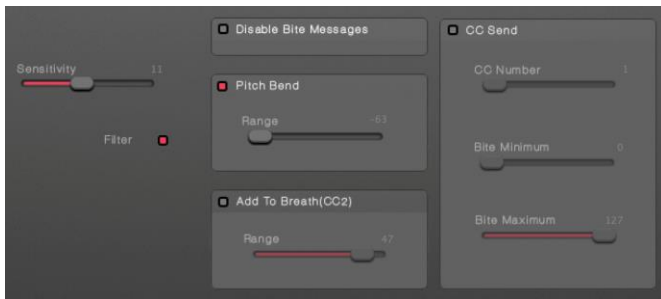 Sensitivity 11
Filter
Disable Bite Messages
Pitch Bend
Range -63
Add To Breath(CC2)
Range 47
CC Send
CC Number 1
Bite Minimum 0
Bite Maximum 127